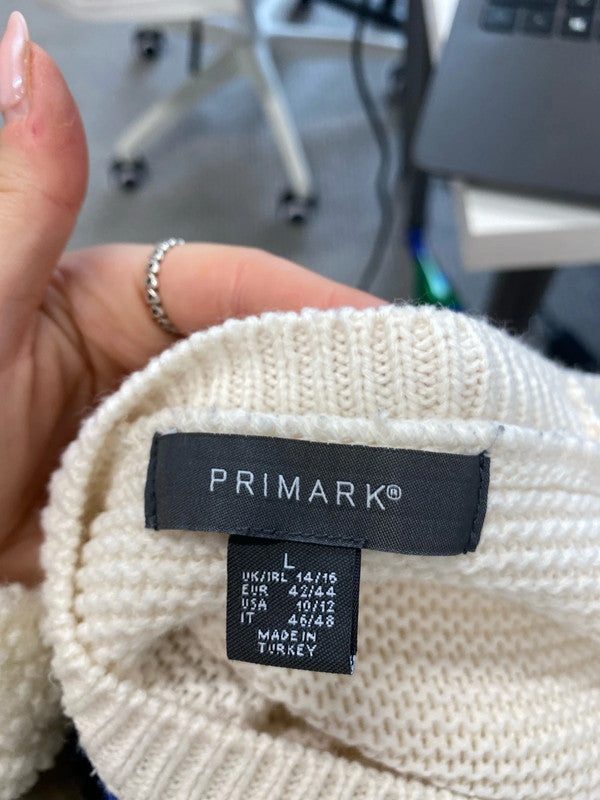 PRIMARK®
L
UK/IRL 14/16
EUR 42/44
USA 10/12
IT 46/48
MADE IN
TURKEY